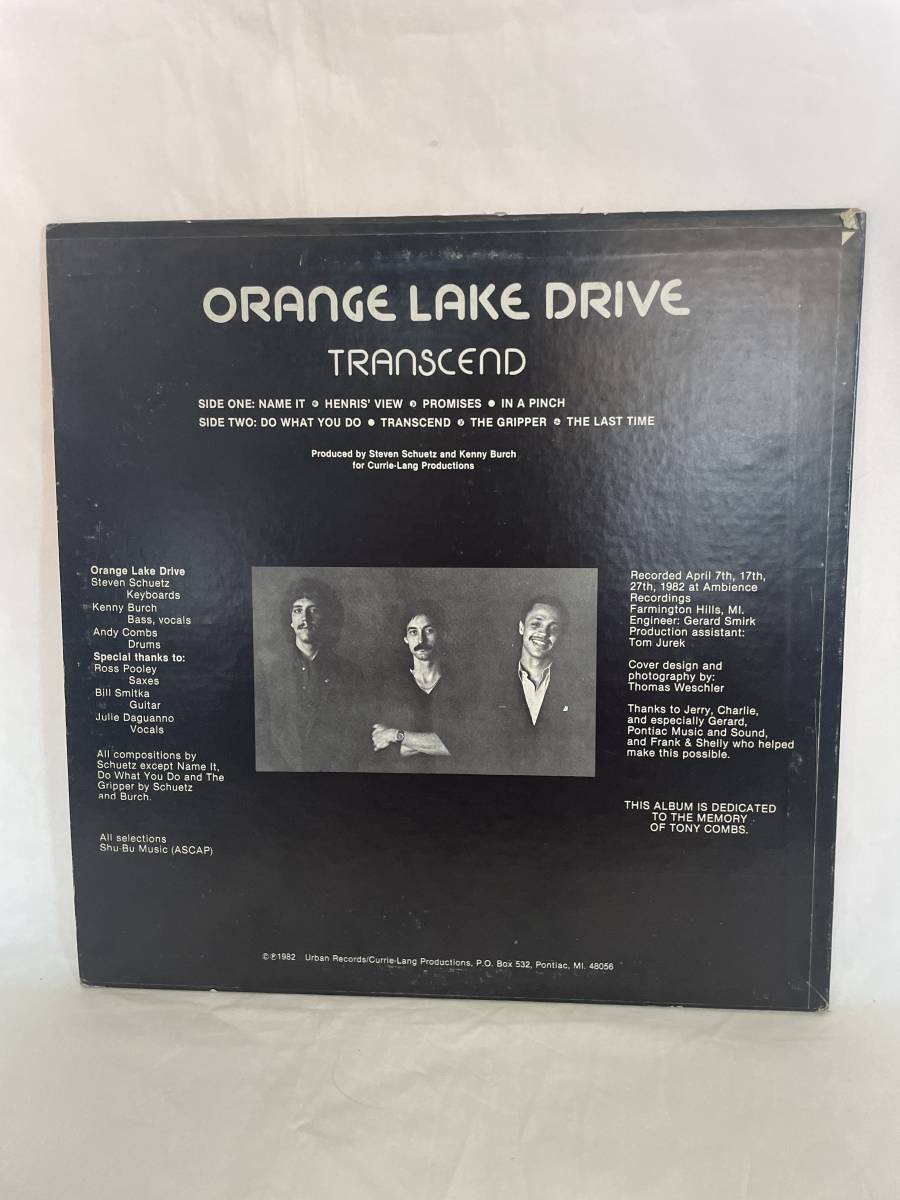 ORANGE LAKE DRIVE
TRANSCEND
SIDE ONE: NAME IT • HENRIS' VIEW • PROMISES • IN A PINCH
SIDE TWO: DO WHAT YOU DO • TRANSCEND • THE GRIPPER • THE LAST TIME
Produced by Steven Schuetz and Kenny Burch
for Currie-Lang Productions
Orange Lake Drive
Steven Schuetz
Keyboards
Kenny Burch
Bass, vocals
Andy Combs
Drums
Special thanks to:
Ross Pooley
Saxes
Bill Smitka
Guitar
Julie Daguanno
Vocals
All compositions by
Schuetz except Name It,
Do What You Do and The
Gripper by Schuetz
and Burch.
All selections
Shu-Bu Music (ASCAP)
Recorded April 7th, 17th,
27th, 1982 at Ambience
Recordings
Farmington Hills, MI.
Engineer: Gerard Smirk
Production assistant:
Tom Jurek
Cover design and
photography by:
Thomas Weschler
Thanks to Jerry, Charlie,
and especially Gerard,
Pontiac Music and Sound,
and Frank & Shelly who helped
make this possible.
THIS ALBUM IS DEDICATED
TO THE MEMORY
OF TONY COMBS.
©℗1982 Urban Records/Currie-Lang Productions, P.O. Box 532, Pontiac, MI. 48056